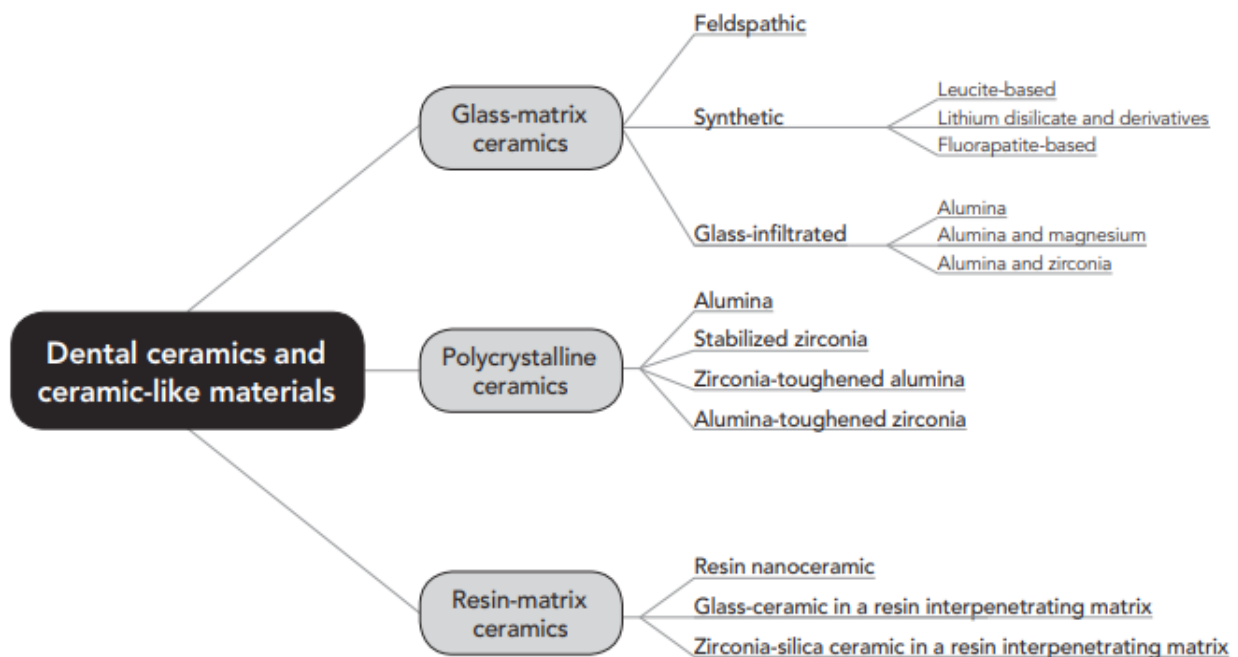 Dental ceramics and
ceramic-like materials
Glass-matrix
ceramics
Feldspathic
Synthetic
Leucite-based
Lithium disilicate and derivatives
Fluorapatite-based
Glass-infiltrated
Alumina
Alumina and magnesium
Alumina and zirconia
Polycrystalline
ceramics
Alumina
Stabilized zirconia
Zirconia-toughened alumina
Alumina-toughened zirconia
Resin-matrix
ceramics
Resin nanoceramic
Glass-ceramic in a resin interpenetrating matrix
Zirconia-silica ceramic in a resin interpenetrating matrix